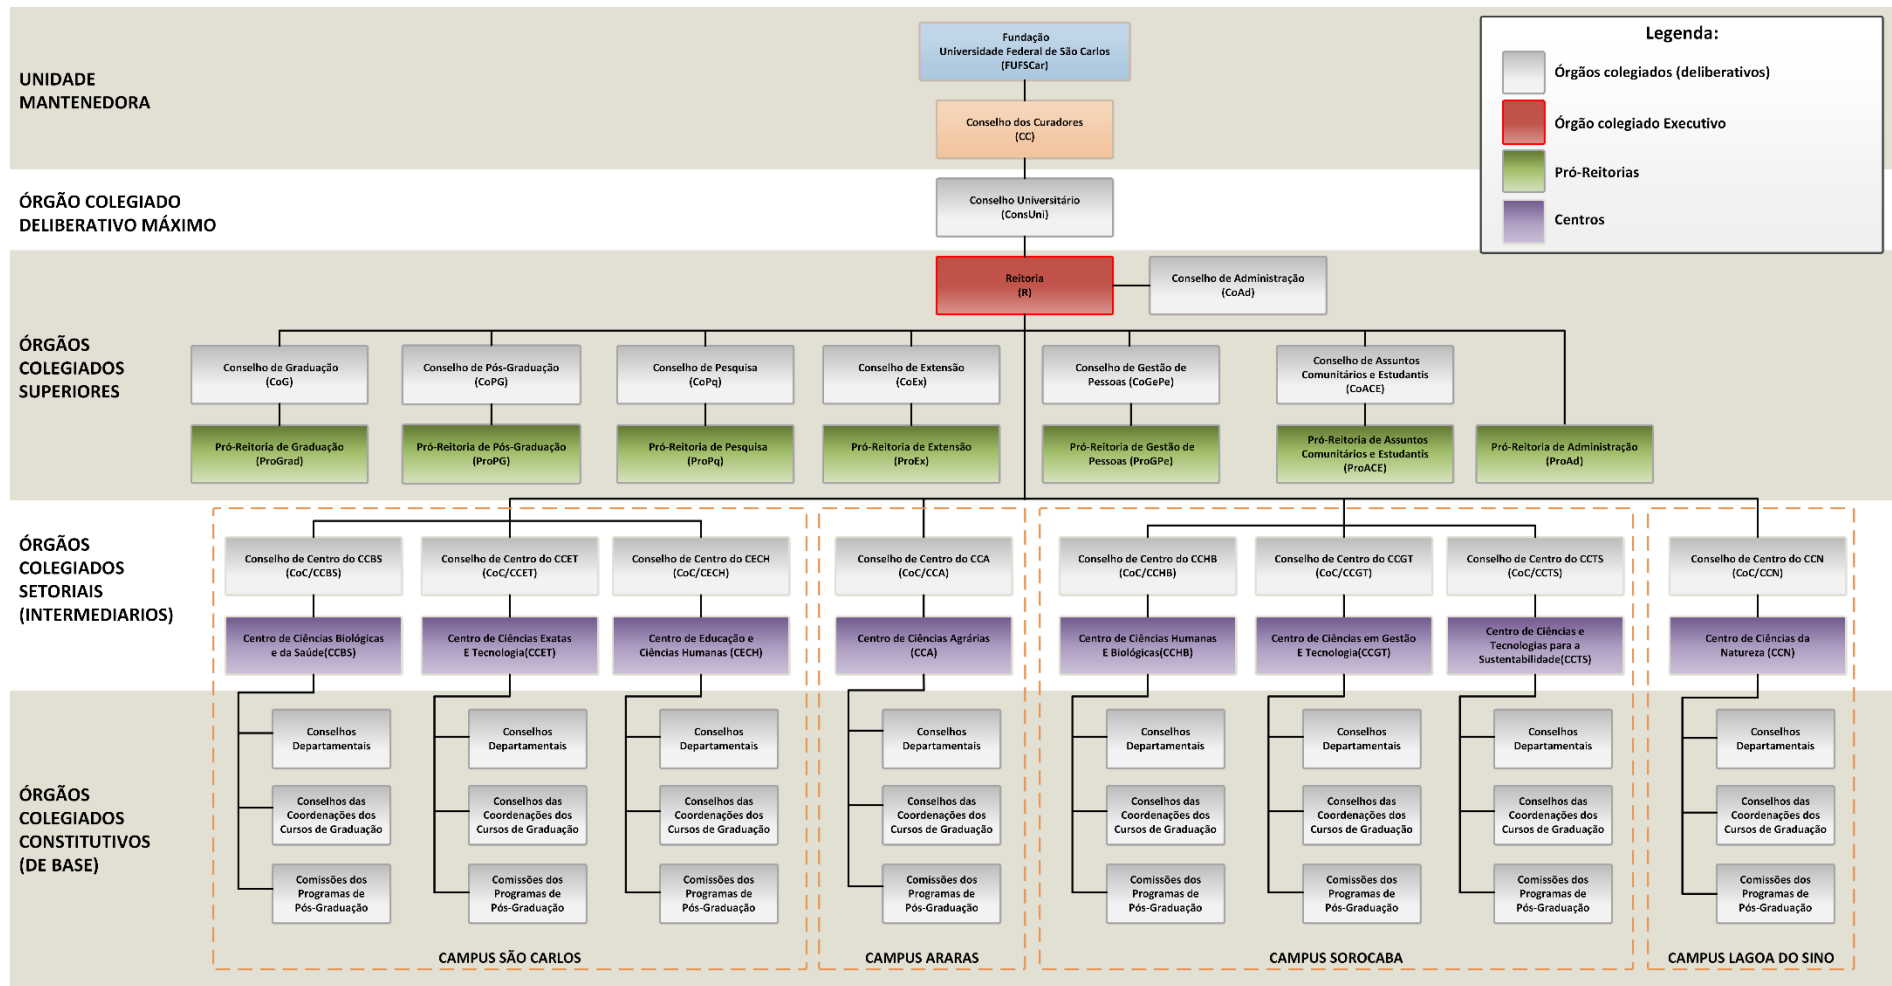 UNIDADE
MANTENEDORA
Fundação
Universidade Federal de São Carlos
(FUFSCar)
Conselho dos Curadores
(CC)
Legenda:
Órgãos colegiados (deliberativos)
Órgão colegiado Executivo
Pró-Reitorias
Centros
ÓRGÃO COLEGIADO
DELIBERATIVO MÁXIMO
Conselho Universitário
(ConsUni)
ÓRGÃOS
COLEGIADOS
SUPERIORES
Reitoria
(R)
Conselho de Administração
(CoAd)
Conselho de Graduação
(CoG)
Conselho de Pós-Graduação
(CoPG)
Conselho de Pesquisa
(CoPq)
Conselho de Extensão
(CoEx)
Conselho de Gestão de
Pessoas (CoGePe)
Conselho de Assuntos
Comunitários e Estudantis
(CoACE)
Pró-Reitoria de Graduação
(ProGrad)
Pró-Reitoria de Pós-Graduação
(ProPG)
Pró-Reitoria de Pesquisa
(ProPq)
Pró-Reitoria de Extensão
(ProEx)
Pró-Reitoria de Gestão de
Pessoas (ProGPe)
Pró-Reitoria de Assuntos
Comunitários e Estudantis
(ProACE)
Pró-Reitoria de Administração
(ProAd)
ÓRGÃOS
COLEGIADOS
SETORIAIS
(INTERMEDIARIOS)
Conselho de Centro do CCBS
(CoC/CCBS)
Conselho de Centro do CCET
(CoC/CCET)
Conselho de Centro do CECH
(CoC/CECH)
Conselho de Centro do CCA
(CoC/CCA)
Conselho de Centro do CCHB
(CoC/CCHB)
Conselho de Centro do CCGT
(CoC/CCGT)
Conselho de Centro do CCTS
(CoC/CCTS)
Conselho de Centro do CCN
(CoC/CCN)
Centro de Ciências Biológicas
e da Saúde(CCBS)
Centro de Ciências Exatas
E Tecnologia(CCET)
Centro de Educação e
Ciências Humanas (CECH)
Centro de Ciências Agrárias
(CCA)
Centro de Ciências Humanas
E Biológicas(CCHB)
Centro de Ciências em Gestão
E Tecnologia(CCGT)
Centro de Ciências e
Tecnologias para a
Sustentabilidade(CCTS)
Centro de Ciências da
Natureza (CCN)
ÓRGÃOS
COLEGIADOS
CONSTITUTIVOS
(DE BASE)
Conselhos
Departamentais
Conselhos
Departamentais
Conselhos
Departamentais
Conselhos
Departamentais
Conselhos
Departamentais
Conselhos
Departamentais
Conselhos
Departamentais
Conselhos
Departamentais
Conselhos das
Coordenações dos
Cursos de Graduação
Conselhos das
Coordenações dos
Cursos de Graduação
Conselhos das
Coordenações dos
Cursos de Graduação
Conselhos das
Coordenações dos
Cursos de Graduação
Conselhos das
Coordenações dos
Cursos de Graduação
Conselhos das
Coordenações dos
Cursos de Graduação
Conselhos das
Coordenações dos
Cursos de Graduação
Conselhos das
Coordenações dos
Cursos de Graduação
Comissões dos
Programas de
Pós-Graduação
Comissões dos
Programas de
Pós-Graduação
Comissões dos
Programas de
Pós-Graduação
Comissões dos
Programas de
Pós-Graduação
Comissões dos
Programas de
Pós-Graduação
Comissões dos
Programas de
Pós-Graduação
Comissões dos
Programas de
Pós-Graduação
Comissões dos
Programas de
Pós-Graduação
CAMPUS SÃO CARLOS
CAMPUS ARARAS
CAMPUS SOROCABA
CAMPUS LAGOA DO SINO